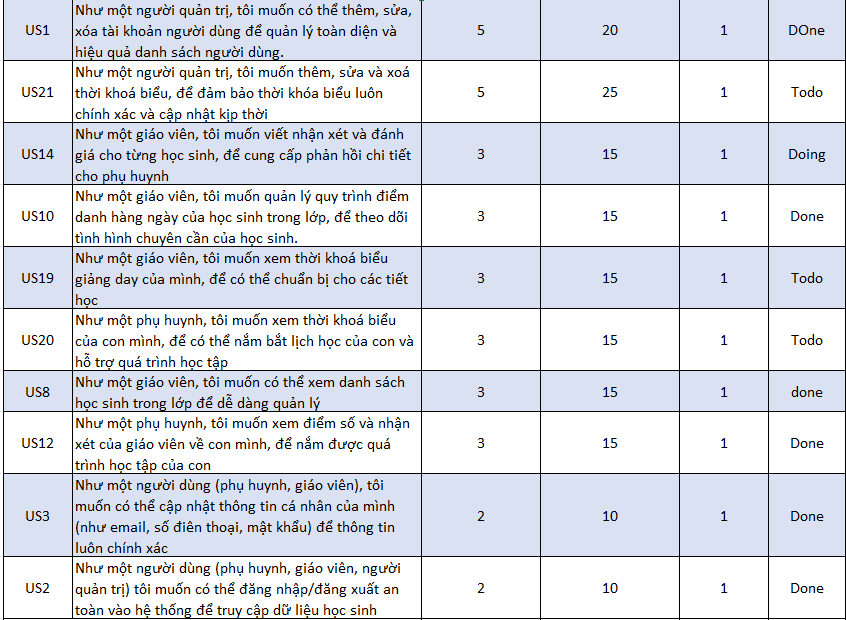 US1
Như một người quản trị, tôi muốn có thể thêm, sửa,
xóa tài khoản người dùng để quản lý toàn diện và
hiệu quả danh sách người dùng.
5
20
1
DOne
US21
Như một người quản trị, tôi muốn thêm, sửa và xoá
thời khoá biểu, để đảm bảo thời khóa biểu luôn
chính xác và cập nhật kịp thời
5
25
1
Todo
US14
Như một giáo viên, tôi muốn viết nhận xét và đánh
giá cho từng học sinh, để cung cấp phản hồi chi tiết
cho phụ huynh
3
15
1
Doing
US10
Như một giáo viên, tôi muốn quản lý quy trình điểm
danh hàng ngày của học sinh trong lớp, để theo dõi
tình hình chuyên cần của học sinh.
3
15
1
Done
US19
Như một giáo viên, tôi muốn xem thời khoá biểu
giảng day của mình, để có thể chuẩn bị cho các tiết
học
3
15
1
Todo
US20
Như một phụ huynh, tôi muốn xem thời khoá biểu
của con mình, để có thể nắm bắt lịch học của con và
hỗ trợ quá trình học tập
3
15
1
Todo
US8
Như một giáo viên, tôi muốn có thể xem danh sách
học sinh trong lớp để dễ dàng quản lý
3
15
1
done
US12
Như một phụ huynh, tôi muốn xem điểm số và nhận
xét của giáo viên về con mình, để nắm được quá
trình học tập của con
3
15
1
Done
US3
Như một người dùng (phụ huynh, giáo viên), tôi
muốn có thể cập nhật thông tin cá nhân của mình
(như email, số điên thoại, mật khẩu) để thông tin
luôn chính xác
2
10
1
Done
US2
Như một người dùng (phụ huynh, giáo viên, người
quản trị) tôi muốn có thể đăng nhập/đăng xuất an
toàn vào hệ thống để truy cập dữ liệu học sinh
2
10
1
Done